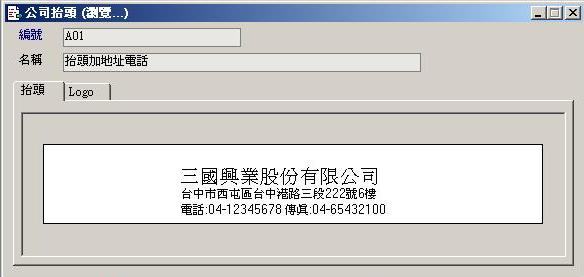 公司抬頭 (瀏覽...)
編號 A01
名稱 抬頭加地址電話
抬頭 Logo
三國興業股份有限公司
台中市西屯區台中港路三段222號6樓
電話:04-12345678 傳真:04-65432100